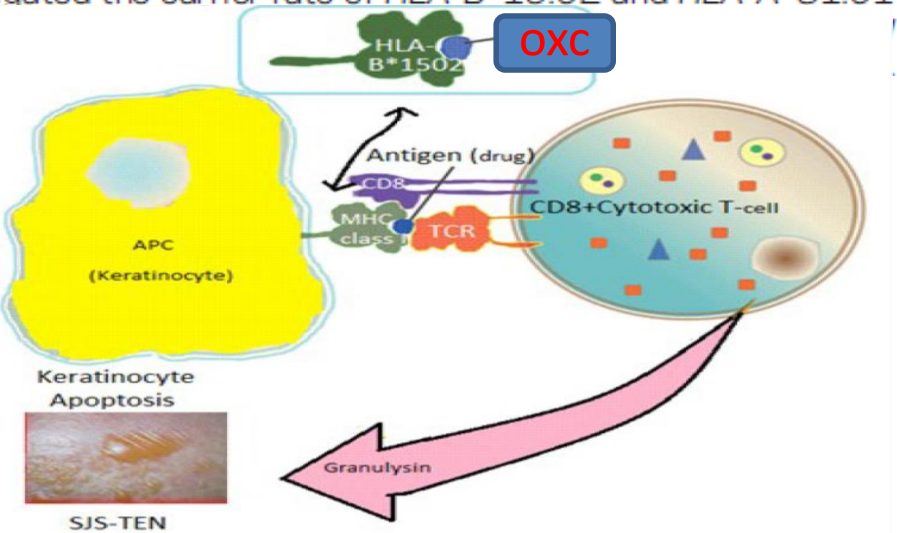 HLA-
B*1502
OXC
Antigen (drug)
CD8
MHC
class I
TCR
CD8+Cytotoxic T-cell
APC
(Keratinocyte)
Keratinocyte
Apoptosis
Granulysin
SJS-TEN